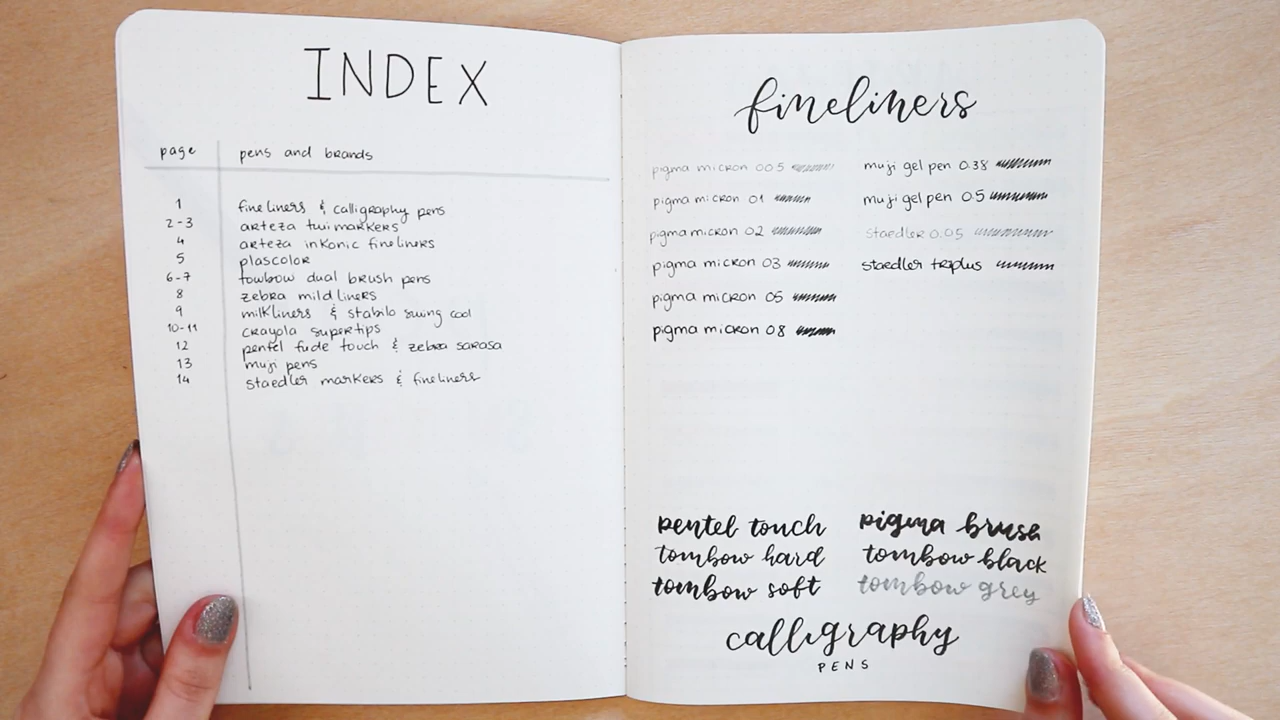 INDEX
page pens and brands
1 fineliners & calligraphy pens
2-3 arteza twimarkers
4 arteza inkonic fineliners
5 plascolor
6-7 towbow dual brush pens
8 zebra mildliners
9 milkliners & stabilo swing cool
10-11 crayola supertips
12 pentel fude touch & zebra sarasa
13 muji pens
14 staedler markers & fineliners
fineliners
pigma micron 005
pigma micron 01
pigma micron 02
pigma micron 03
pigma micron 05
pigma micron 08
muji gel pen 0.38
muji gel pen 0.5
staedler 0.05
staedler triplus
pentel touch
tombow hard
tombow soft
pigma brush
tombow black
tombow grey
calligraphy
PENS